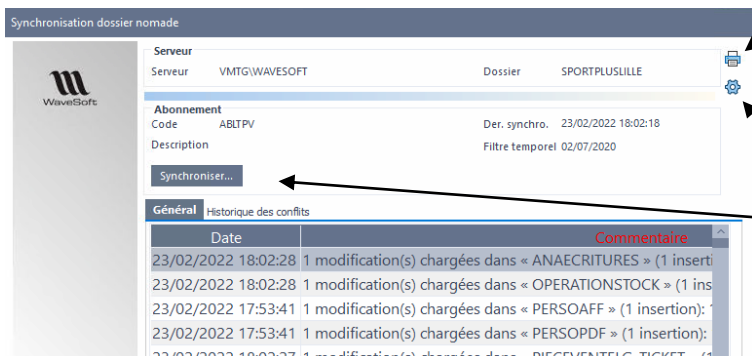 Synchronisation dossier nomade
WaveSoft
Serveur
Serveur VMTG\WAVESOFT Dossier SPORTPLUSLILLE
Abonnement
Code ABLTPV Der. synchro. 23/02/2022 18:02:18
Description Filtre temporel 02/07/2020
Synchroniser...
Général Historique des conflits
Date Commentaire
23/02/2022 18:02:28 1 modification(s) chargées dans « ANAECRITURES » (1 inserti
23/02/2022 18:02:28 1 modification(s) chargées dans « OPERATIONSTOCK » (1 ins
23/02/2022 17:53:41 1 modification(s) chargées dans « PERSOAFF » (1 insertion):
23/02/2022 17:53:41 1 modification(s) chargées dans « PERSOPDF » (1 insertion):